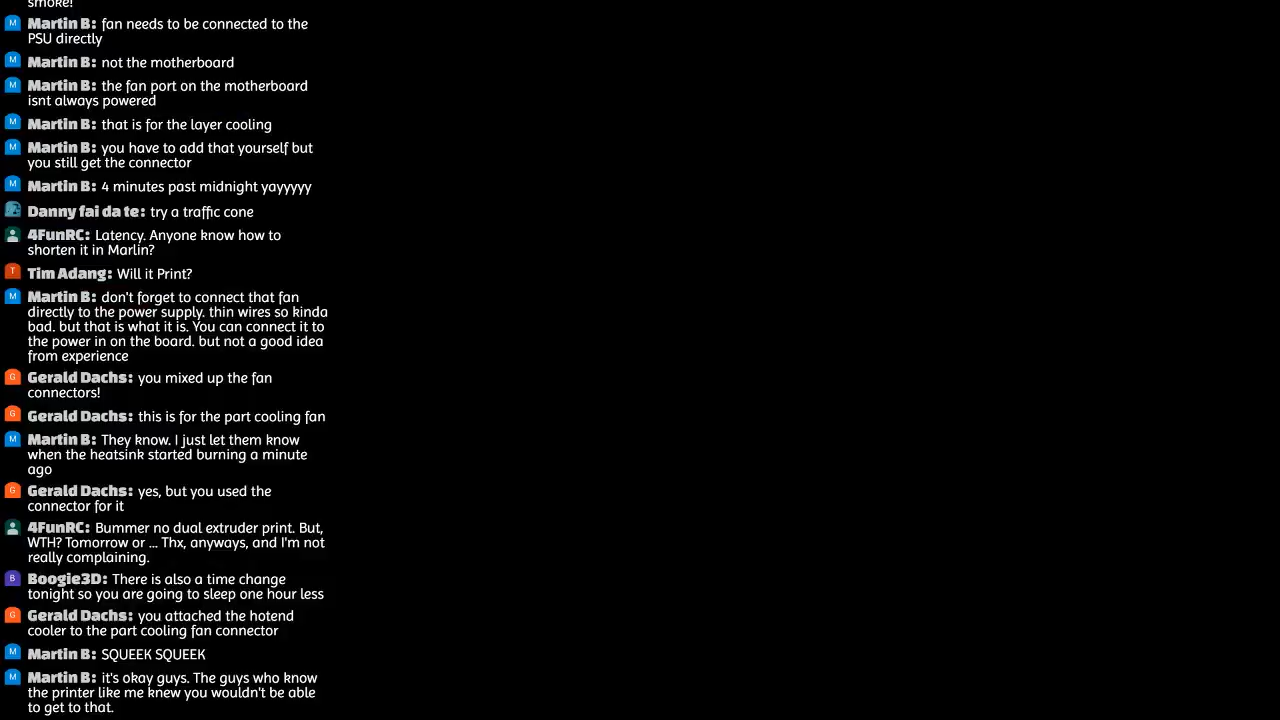 smoke!
M Martin B: fan needs to be connected to the
PSU directly
M Martin B: not the motherboard
M Martin B: the fan port on the motherboard
isnt always powered
M Martin B: that is for the layer cooling
M Martin B: you have to add that yourself but
you still get the connector
M Martin B: 4 minutes past midnight yayyyyy
Danny fai da te: try a traffic cone
4FunRC: Latency. Anyone know how to
shorten it in Marlin?
T Tim Adang: Will it Print?
M Martin B: don't forget to connect that fan
directly to the power supply. thin wires so kinda
bad. but that is what it is. You can connect it to
the power in on the board. but not a good idea
from experience
G Gerald Dachs: you mixed up the fan
connectors!
G Gerald Dachs: this is for the part cooling fan
M Martin B: They know. I just let them know
when the heatsink started burning a minute
ago
G Gerald Dachs: yes, but you used the
connector for it
4FunRC: Bummer no dual extruder print. But,
WTH? Tomorrow or ... Thx, anyways, and I'm not
really complaining.
B Boogie3D: There is also a time change
tonight so you are going to sleep one hour less
G Gerald Dachs: you attached the hotend
cooler to the part cooling fan connector
M Martin B: SQUEEK SQUEEK
M Martin B: it's okay guys. The guys who know
the printer like me knew you wouldn't be able
to get to that.